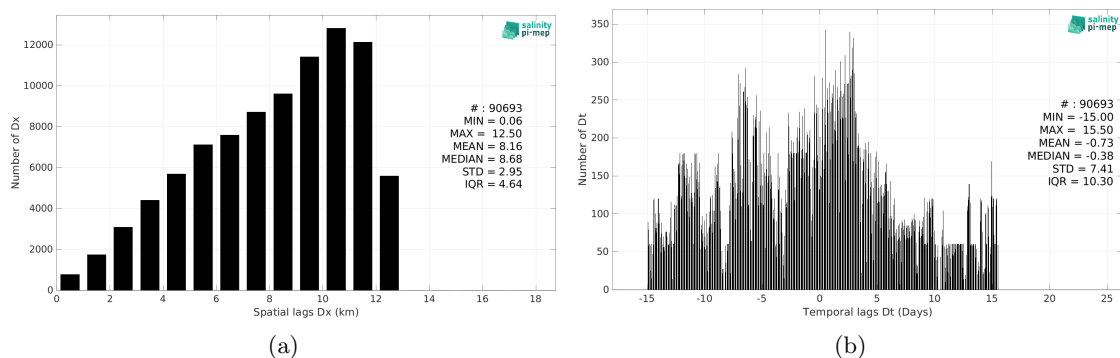 salinity
pi-mep
Number of Dx
12000
10000
8000
6000
4000
2000
0
# : 90693
MIN = 0.06
MAX = 12.50
MEAN = 8.16
MEDIAN = 8.68
STD = 2.95
IQR = 4.64
0 2 4 6 8 10 12 14 16 18
Spatial lags Dx (km)
(a)
salinity
pi-mep
Number of Dt
350
300
250
200
150
100
50
0
# : 90693
MIN = -15.00
MAX = 15.50
MEAN = -0.73
MEDIAN = -0.38
STD = 7.41
IQR = 10.30
-15 -10 -5 0 5 10 15 20 25
Temporal lags Dt (Days)
(b)